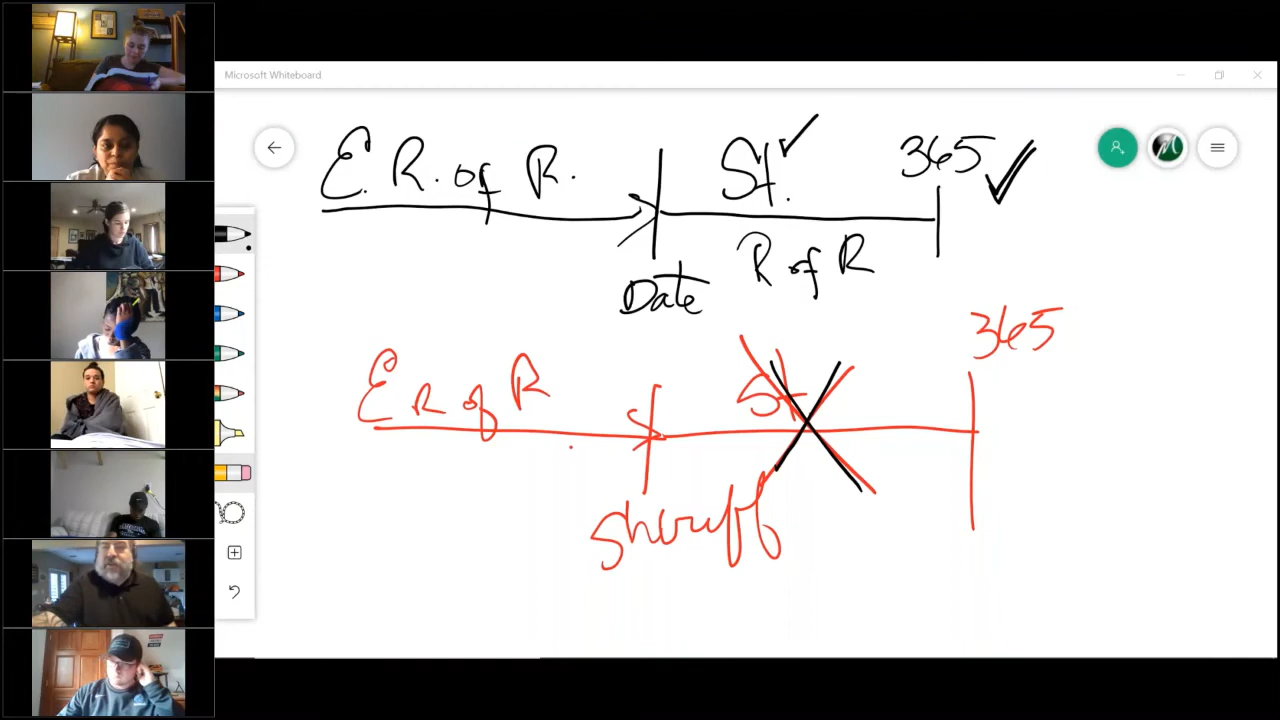 Microsoft Whiteboard
E. R. of R.
St.
365
Date
R of R
365
E R of R
St
Sheriff